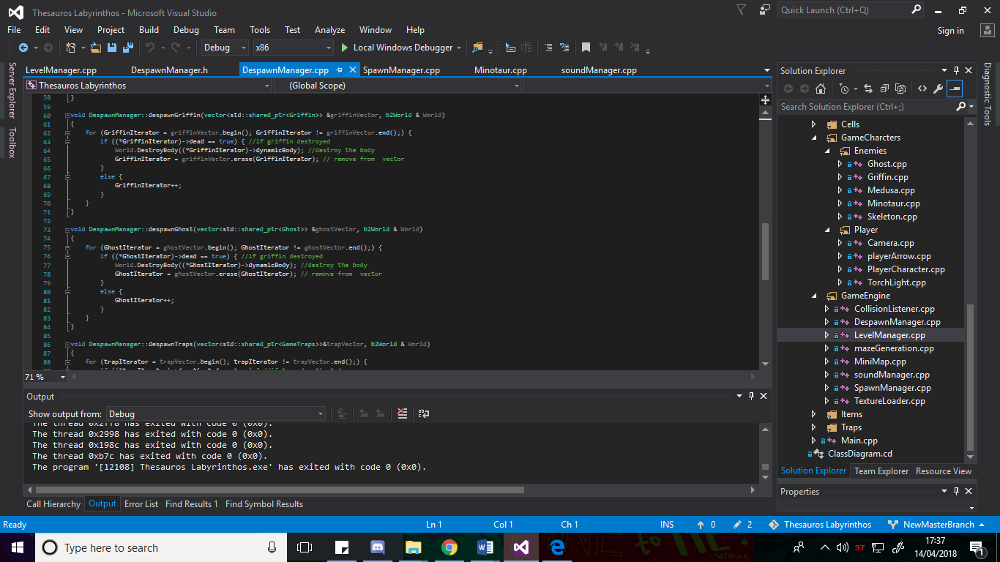 Thesauros Labyrinthos - Microsoft Visual Studio
Quick Launch (Ctrl+Q)
File Edit View Project Build Debug Team Tools Test Analyze Window Help
Sign in
Debug x86 Local Windows Debugger
Server Explorer
Toolbox
LevelManager.cpp DespawnManager.h DespawnManager.cpp SpawnManager.cpp Minotaur.cpp soundManager.cpp
Thesauros Labyrinthos (Global Scope)
58 }
59
60 void DespawnManager::despawnGriffin(vector<std::shared_ptr<Griffin>> &griffinVector, b2World & World)
61 {
62 for (GriffinIterator = griffinVector.begin(); GriffinIterator != griffinVector.end();) {
63 if ((*GriffinIterator)->dead == true) { //if griffin destroyed
64 World.DestroyBody((*GriffinIterator)->dynamicBody); //destroy the body
65 GriffinIterator = griffinVector.erase(GriffinIterator); // remove from  vector
66 }
67 else {
68 GriffinIterator++;
69 }
70 }
71 }
72
73 void DespawnManager::despawnGhost(vector<std::shared_ptr<Ghost>> &ghostVector, b2World & World)
74 {
75 for (GhostIterator = ghostVector.begin(); GhostIterator != ghostVector.end();) {
76 if ((*GhostIterator)->dead == true) { //if griffin destroyed
77 World.DestroyBody((*GhostIterator)->dynamicBody); //destroy the body
78 GhostIterator = ghostVector.erase(GhostIterator); // remove from  vector
79 }
80 else {
81 GhostIterator++;
82 }
83 }
84 }
85
86 void DespawnManager::despawnTraps(vector<std::shared_ptr<GameTraps>>&trapVector, b2World & World)
87 {
88 for (trapIterator = trapVector.begin(); trapIterator != trapVector.end();) {
71 %
Output
Show output from: Debug
The thread 0x2ff8 has exited with code 0 (0x0).
The thread 0x2998 has exited with code 0 (0x0).
The thread 0x198c has exited with code 0 (0x0).
The thread 0xb7c has exited with code 0 (0x0).
The program '[12108] Thesauros Labyrinthos.exe' has exited with code 0 (0x0).
Call Hierarchy Output Error List Find Results 1 Find Symbol Results
Solution Explorer
Search Solution Explorer (Ctrl+;)
Cells
GameCharcters
Enemies
Ghost.cpp
Griffin.cpp
Medusa.cpp
Minotaur.cpp
Skeleton.cpp
Player
Camera.cpp
playerArrow.cpp
PlayerCharacter.cpp
TorchLight.cpp
GameEngine
CollisionListener.cpp
DespawnManager.cpp
LevelManager.cpp
mazeGeneration.cpp
MiniMap.cpp
soundManager.cpp
SpawnManager.cpp
TextureLoader.cpp
Items
Traps
Main.cpp
ClassDiagram.cd
Solution Explorer Team Explorer Resource View
Properties
Diagnostic Tools
Ready Ln 1 Col 1 Ch 1 INS 0 2 Thesauros Labyrinthos NewMasterBranch
Type here to search
37
17:37
14/04/2018
1